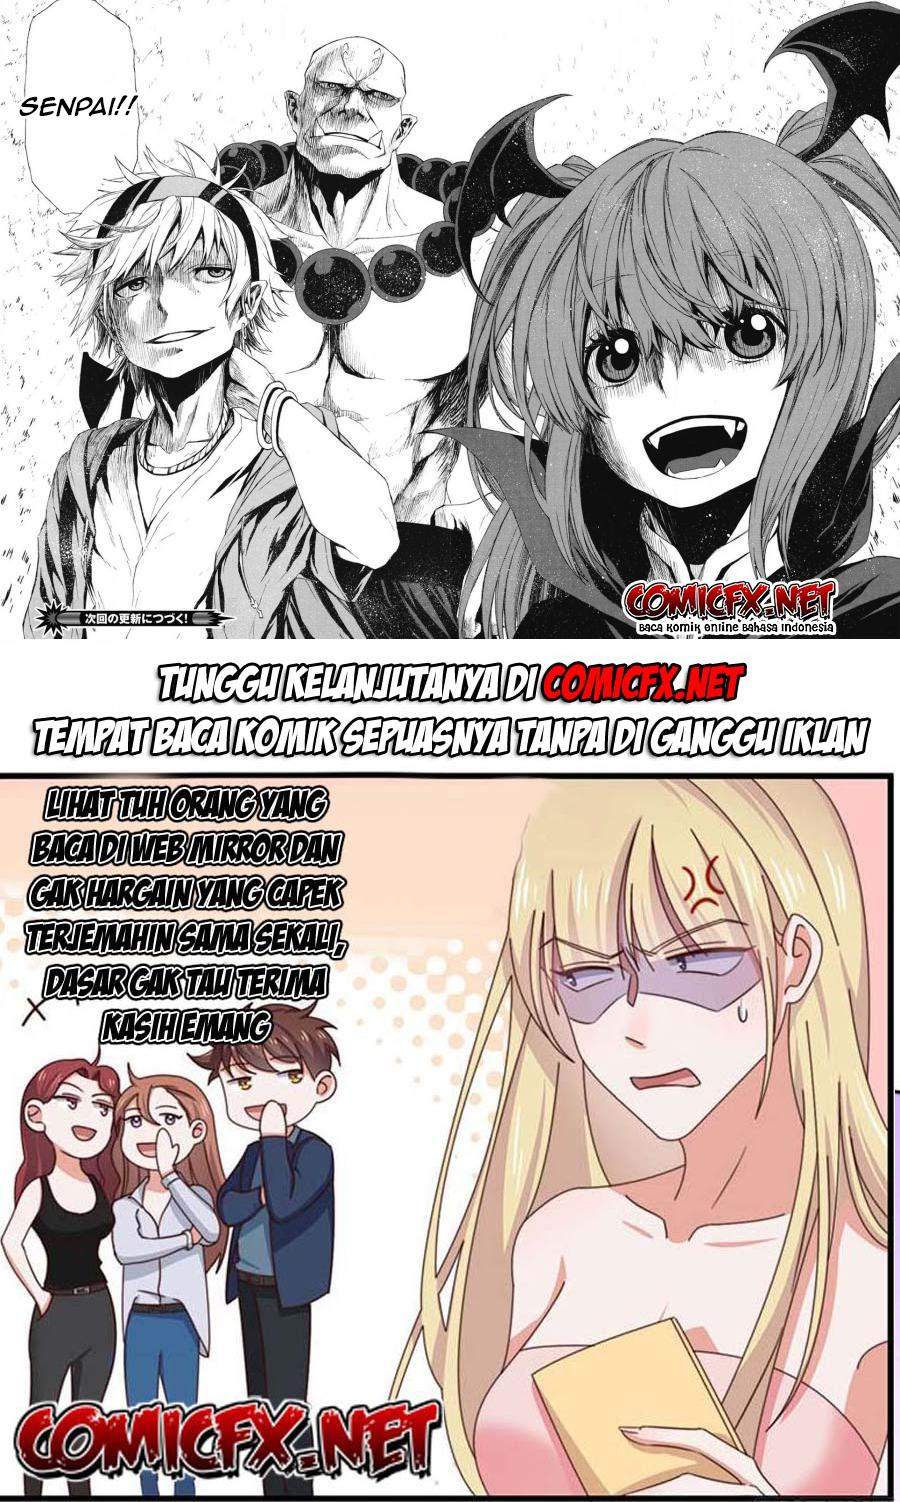 SENPAI!!
次回の更新につづく!
COMICFX.NET
Baca Komik Online Bahasa Indonesia
TUNGGU KELANJUTANYA DI COMICFX.NET
TEMPAT BACA KOMIK SEPUASNYA TANPA DI GANGGU IKLAN
LIHAT TUH ORANG YANG
BACA DI WEB MIRROR DAN
GAK HARGAIN YANG CAPEK
TERJEMAHIN SAMA SEKALI,
DASAR GAK TAU TERIMA
KASIH EMANG
COMICFX.NET